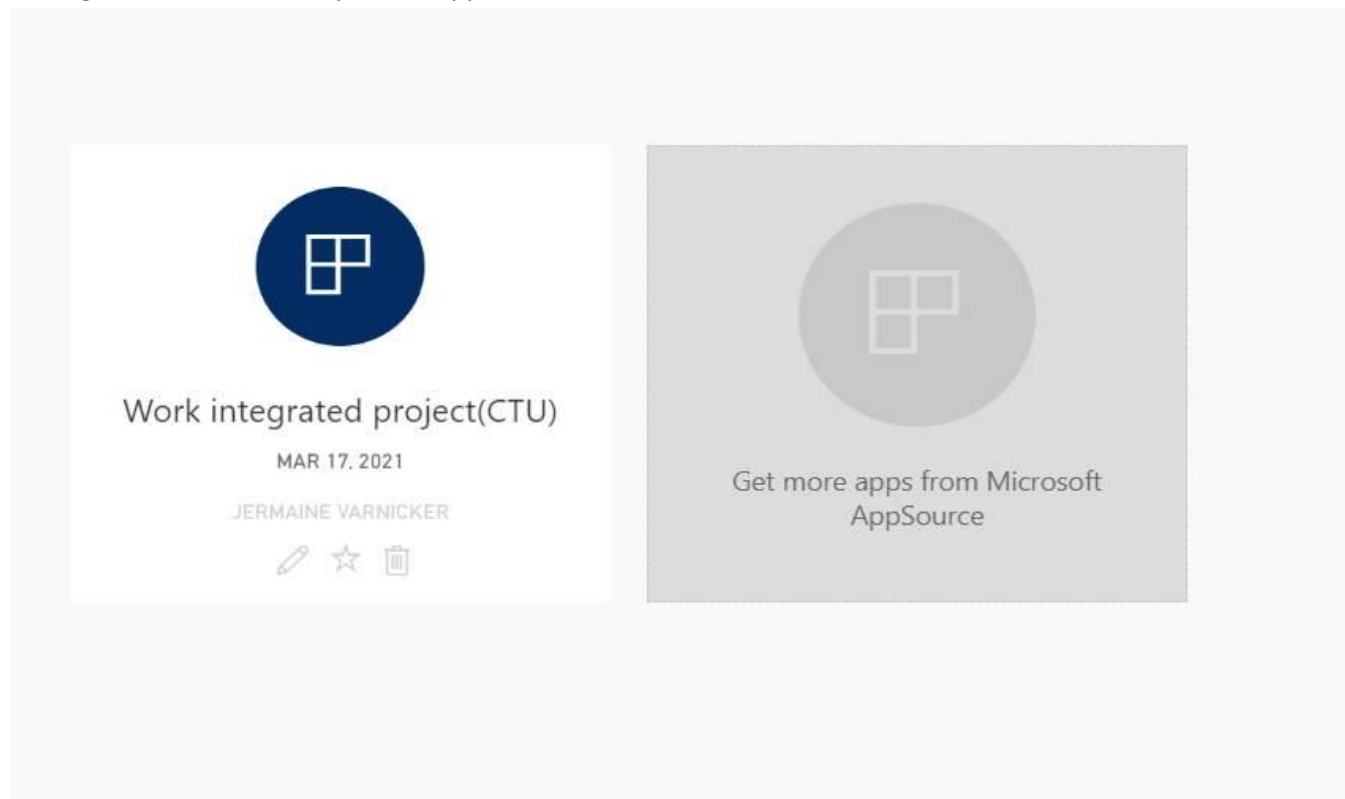 Work integrated project(CTU)
MAR 17, 2021
JERMAINE VARNICKER
Get more apps from Microsoft
AppSource